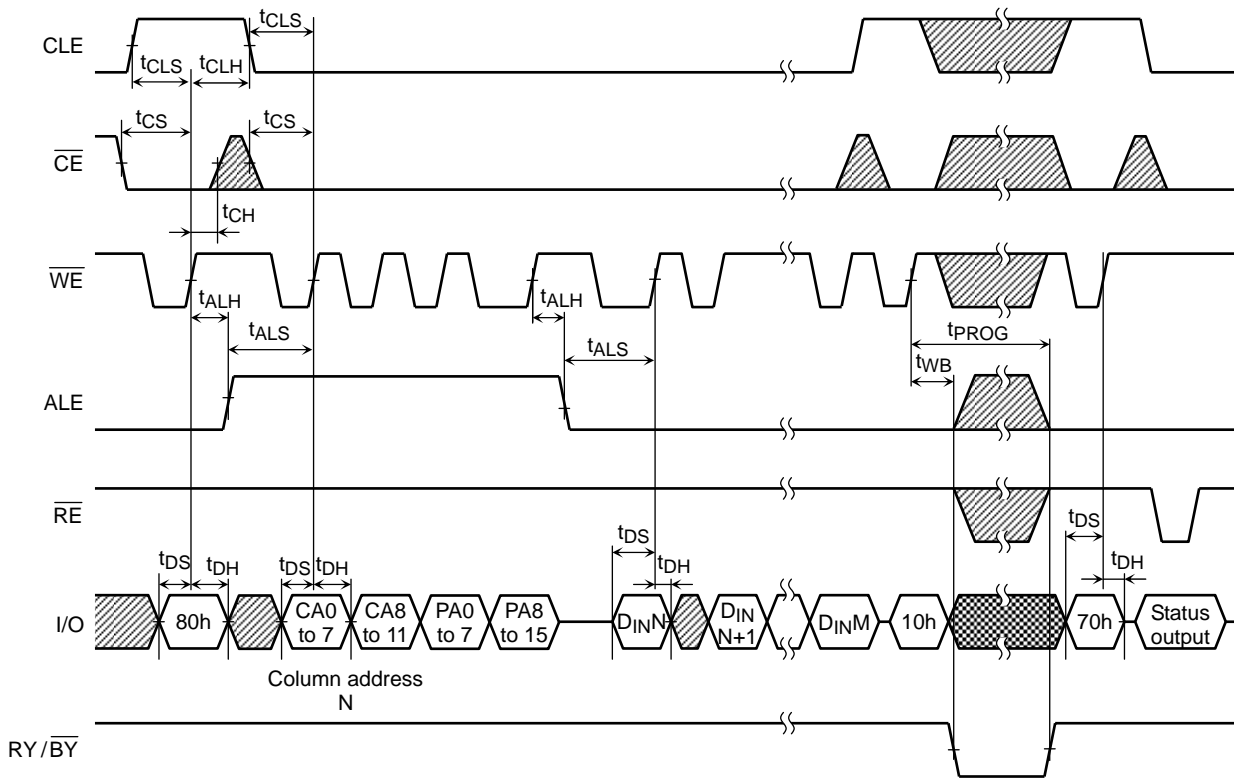 tCLS
CLE
tCLS tCLH
tCS tCS
CE
tCH
WE
tALH tALH
tALS tPROG
tALS
tWB
ALE
RE
tDS tDS
tDS tDH tDS tDH tDH tDH
I/O 80h CA0 to 7 CA8 to 11 PA0 to 7 PA8 to 15 DINN DIN N+1 DINM 10h 70h Status output
Column address
N
RY/BY